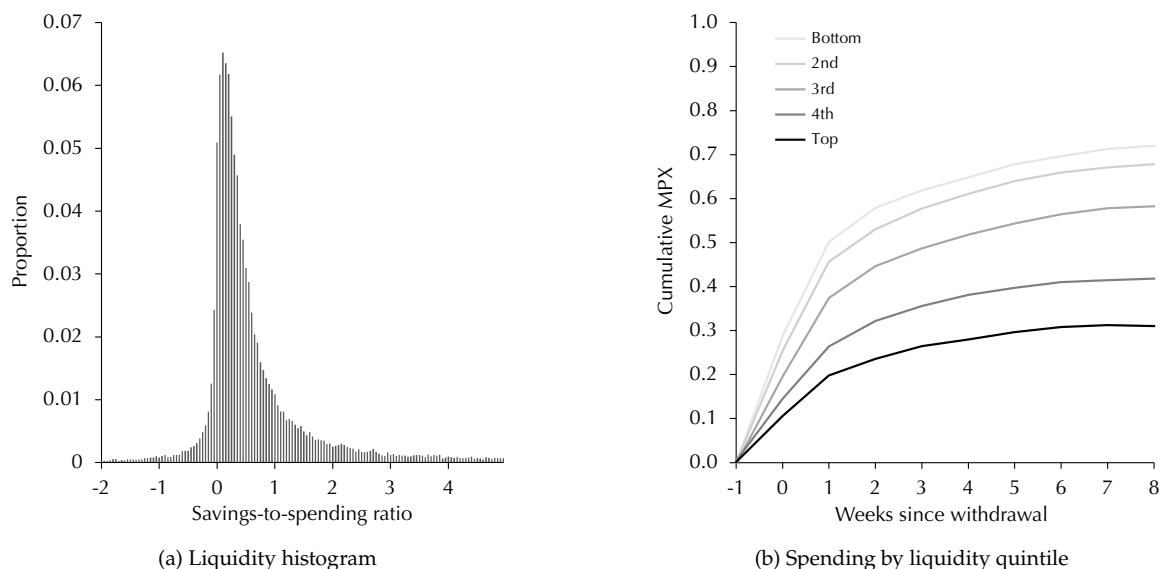 0.07
0.06
0.05
0.04
0.03
0.02
0.01
0
Proportion
-2 -1 0 1 2 3 4
Savings-to-spending ratio
(a) Liquidity histogram
1.0
0.9
0.8
0.7
0.6
0.5
0.4
0.3
0.2
0.1
0.0
Cumulative MPX
Bottom
2nd
3rd
4th
Top
-1 0 1 2 3 4 5 6 7 8
Weeks since withdrawal
(b) Spending by liquidity quintile